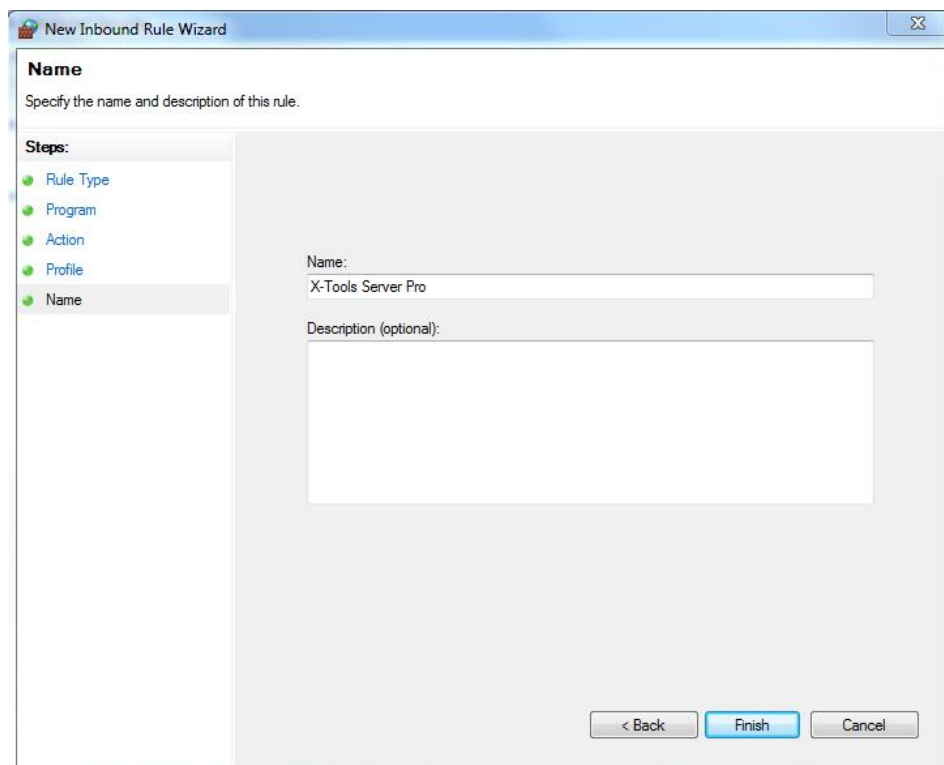 New Inbound Rule Wizard
Name
Specify the name and description of this rule.
Steps:
Rule Type
Program
Action
Profile
Name
Name:
X-Tools Server Pro
Description (optional):
< Back Finish Cancel